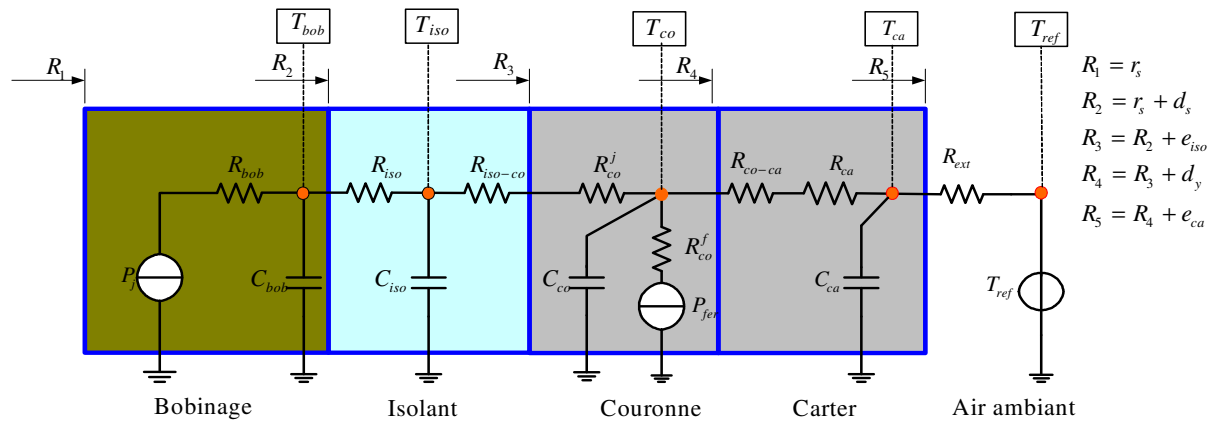 T_bob T_iso T_co T_ca T_ref
R_1 R_2 R_3 R_4 R_5
R_1 = r_s
R_2 = r_s + d_s
R_3 = R_2 + e_iso
R_4 = R_3 + d_y
R_5 = R_4 + e_ca
R_bob R_iso R_iso-co R_co^j R_co-ca R_ca R_ext
R_co^f
P_j C_bob C_iso C_co P_fer C_ca T_ref
Bobinage Isolant Couronne Carter Air ambiant